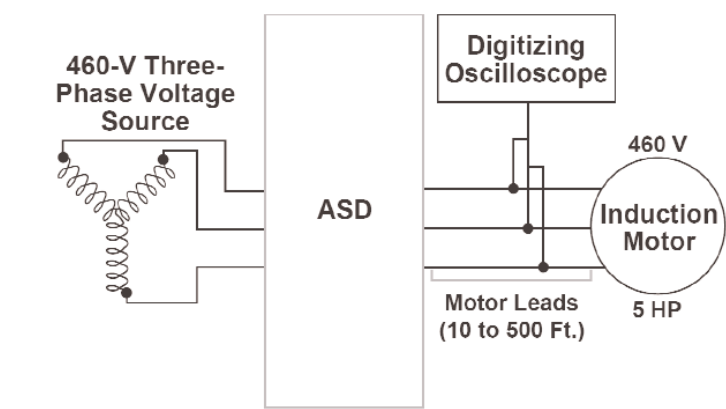 460-V Three-
Phase Voltage
Source
ASD
Digitizing
Oscilloscope
460 V
Induction
Motor
5 HP
Motor Leads
(10 to 500 Ft.)